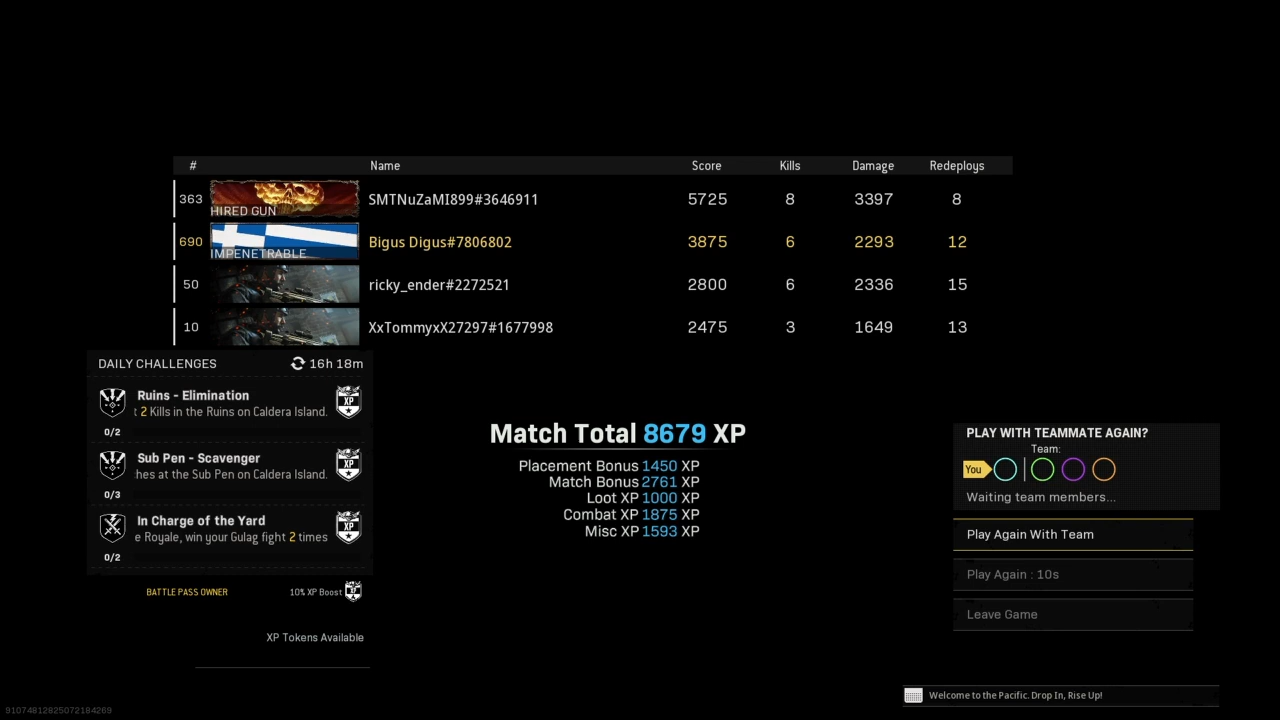 # Name Score Kills Damage Redeploys
363 HIRED GUN SMTNuZaMI899#3646911 5725 8 3397 8
690 IMPENETRABLE Bigus Digus#7806802 3875 6 2293 12
50 ricky_ender#2272521 2800 6 2336 15
10 XxTommyxX27297#1677998 2475 3 1649 13
DAILY CHALLENGES 16h 18m
Ruins - Elimination
t 2 Kills in the Ruins on Caldera Island.
XP
0/2
Sub Pen - Scavenger
hes at the Sub Pen on Caldera Island.
XP
0/3
In Charge of the Yard
e Royale, win your Gulag fight 2 times
XP
0/2
BATTLE PASS OWNER 10% XP Boost
XP Tokens Available
Match Total 8679 XP
Placement Bonus 1450 XP
Match Bonus 2761 XP
Loot XP 1000 XP
Combat XP 1875 XP
Misc XP 1593 XP
PLAY WITH TEAMMATE AGAIN?
Team:
You
Waiting team members...
Play Again With Team
Play Again : 10s
Leave Game
Welcome to the Pacific. Drop In, Rise Up!
91074812825072184269